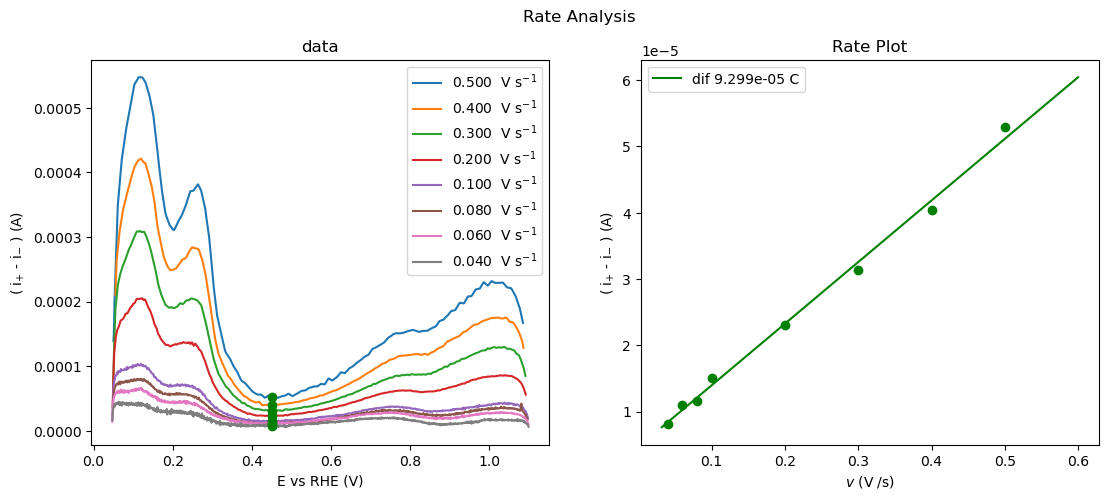 Rate Analysis
data
( i₊ - i₋ ) (A)
0.0005
0.0004
0.0003
0.0002
0.0001
0.0000
0.500 V s⁻¹
0.400 V s⁻¹
0.300 V s⁻¹
0.200 V s⁻¹
0.100 V s⁻¹
0.080 V s⁻¹
0.060 V s⁻¹
0.040 V s⁻¹
0.0 0.2 0.4 0.6 0.8 1.0
E vs RHE (V)
Rate Plot
1e−5
( i₊ - i₋ ) (A)
6
5
4
3
2
1
dif 9.299e-05 C
0.1 0.2 0.3 0.4 0.5 0.6
v (V /s)